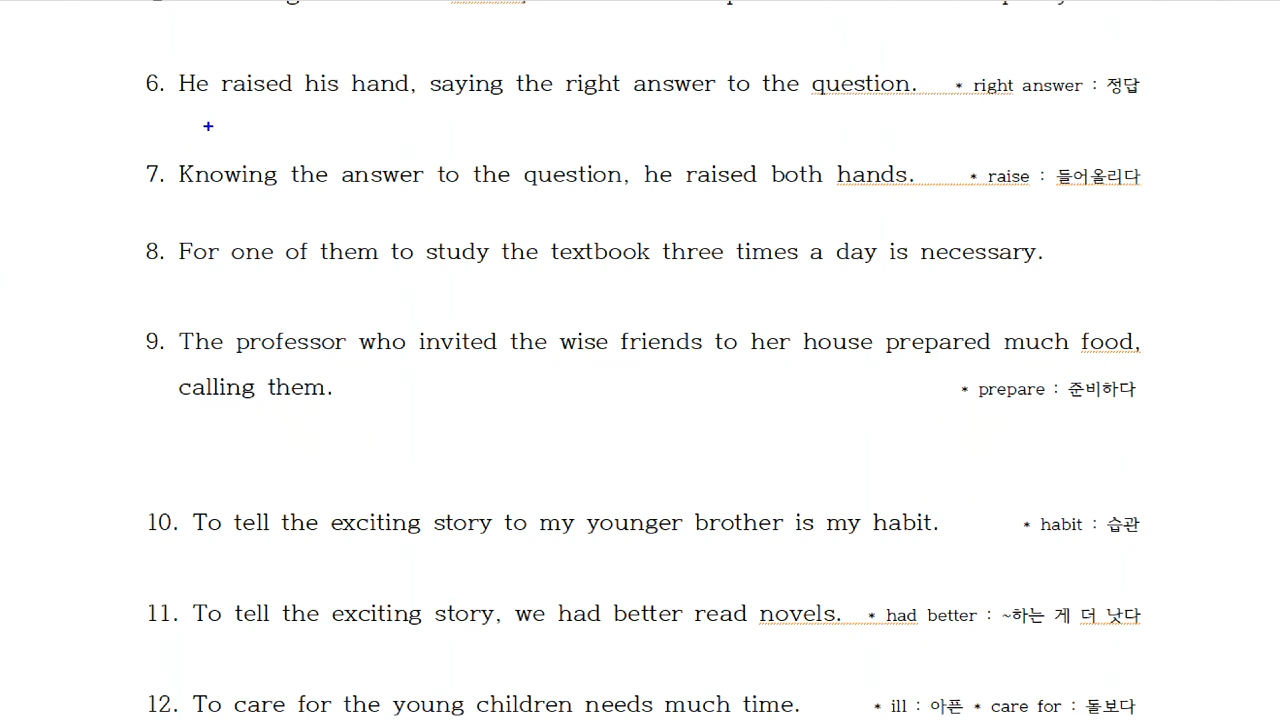 6. He raised his hand, saying the right answer to the question. * right answer : 정답
7. Knowing the answer to the question, he raised both hands. * raise : 들어올리다
8. For one of them to study the textbook three times a day is necessary.
9. The professor who invited the wise friends to her house prepared much food,
calling them. * prepare : 준비하다
10. To tell the exciting story to my younger brother is my habit. * habit : 습관
11. To tell the exciting story, we had better read novels. * had better : ~하는 게 더 낫다
12. To care for the young children needs much time. * ill : 아픈 * care for : 돌보다